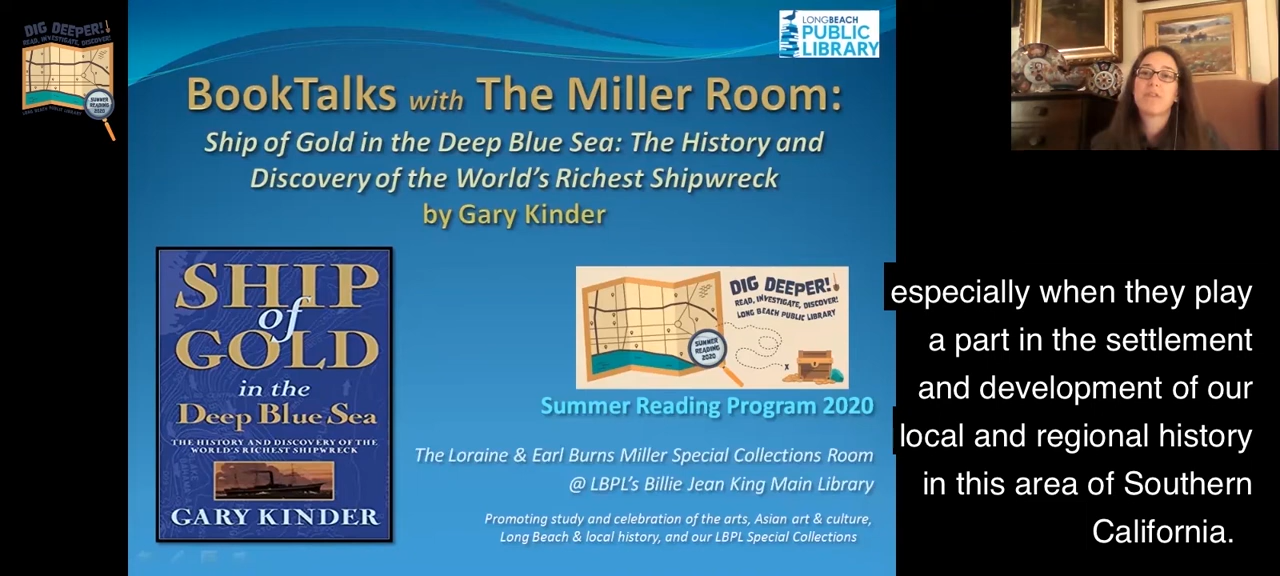 DIG DEEPER!
READ, INVESTIGATE, DISCOVER!
SUMMER
READING
2020
LONG BEACH PUBLIC LIBRARY
LONGBEACH
PUBLIC
LIBRARY
BookTalks with The Miller Room:
Ship of Gold in the Deep Blue Sea: The History and
Discovery of the World's Richest Shipwreck
by Gary Kinder
SHIP
of
GOLD
in the
Deep Blue Sea
THE HISTORY AND DISCOVERY OF THE
WORLD'S RICHEST SHIPWRECK
GARY KINDER
DIG DEEPER!
READ, INVESTIGATE, DISCOVER!
LONG BEACH PUBLIC LIBRARY
SUMMER
READING
2020
X
Summer Reading Program 2020
The Loraine & Earl Burns Miller Special Collections Room
@ LBPL's Billie Jean King Main Library
Promoting study and celebration of the arts, Asian art & culture,
Long Beach & local history, and our LBPL Special Collections
especially when they play
a part in the settlement
and development of our
local and regional history
in this area of Southern
California.